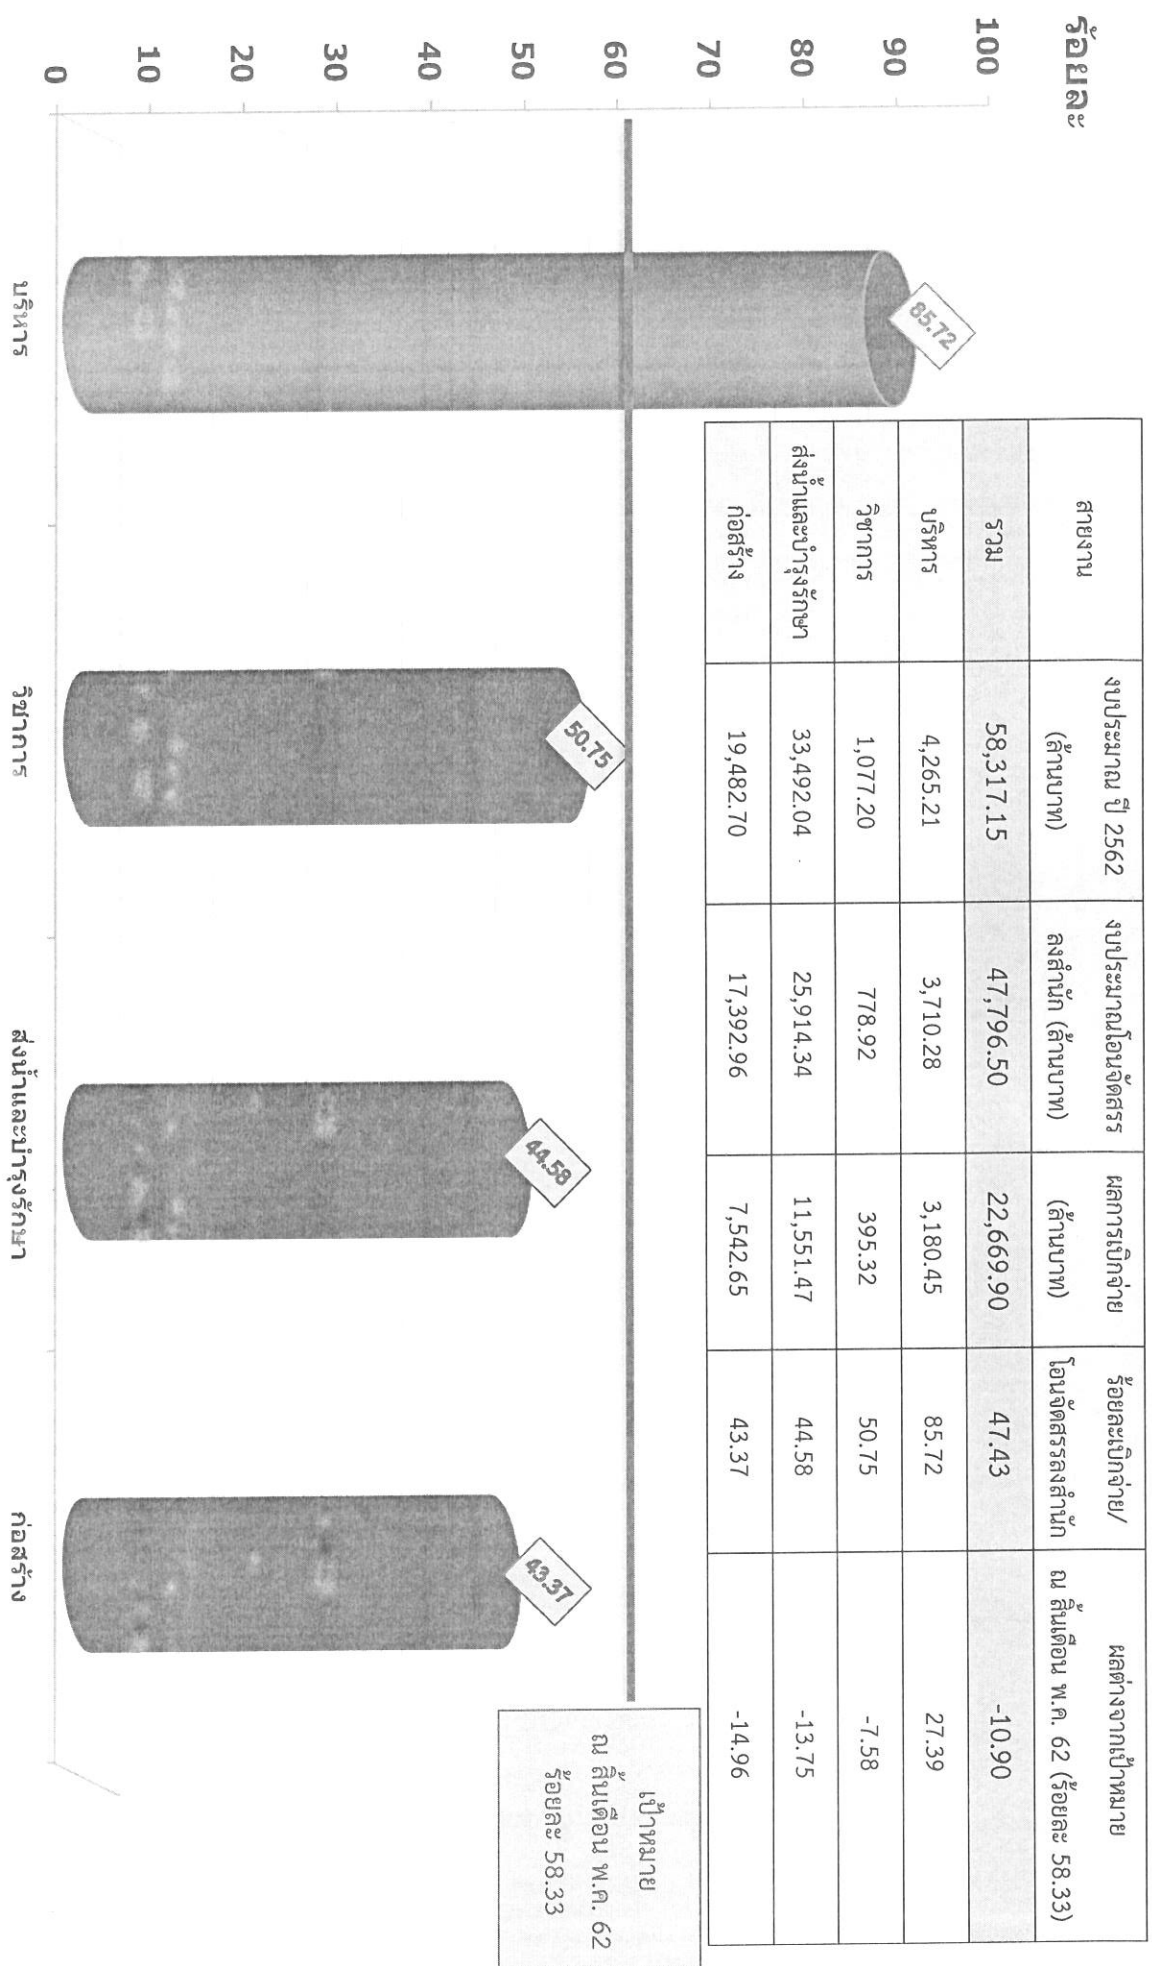 ร้อยละ
100
90
80
70
60
50
40
30
20
10
0
85.72
50.75
44.58
43.37
บริหาร
วิชาการ
ส่งน้ำและบำรุงรักษา
ก่อสร้าง
สายงาน
งบประมาณ ปี 2562
(ล้านบาท)
งบประมาณโอนจัดสรร
ลงสำนัก (ล้านบาท)
ผลการเบิกจ่าย
(ล้านบาท)
ร้อยละเบิกจ่าย/
โอนจัดสรรลงสำนัก
ผลต่างจากเป้าหมาย
ณ สิ้นเดือน พ.ค. 62 (ร้อยละ 58.33)
รวม 58,317.15 47,796.50 22,669.90 47.43 -10.90
บริหาร 4,265.21 3,710.28 3,180.45 85.72 27.39
วิชาการ 1,077.20 778.92 395.32 50.75 -7.58
ส่งน้ำและบำรุงรักษา 33,492.04 25,914.34 11,551.47 44.58 -13.75
ก่อสร้าง 19,482.70 17,392.96 7,542.65 43.37 -14.96
เป้าหมาย
ณ สิ้นเดือน พ.ค. 62
ร้อยละ 58.33